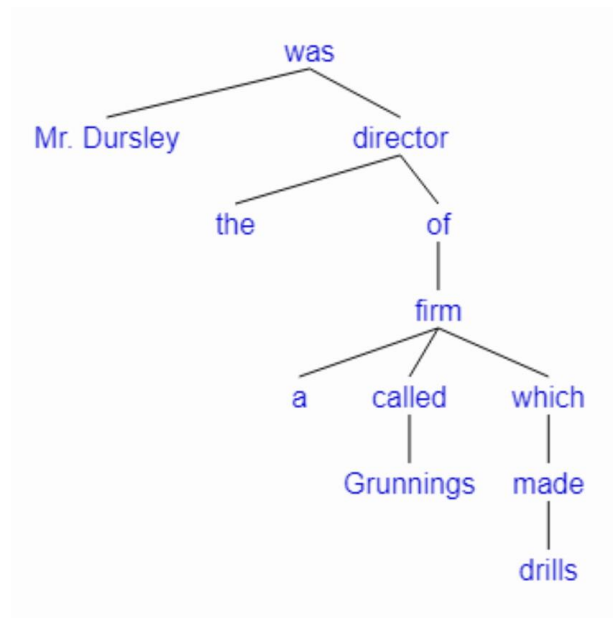 was
Mr. Dursley director
the of
firm
a called which
Grunnings made
drills